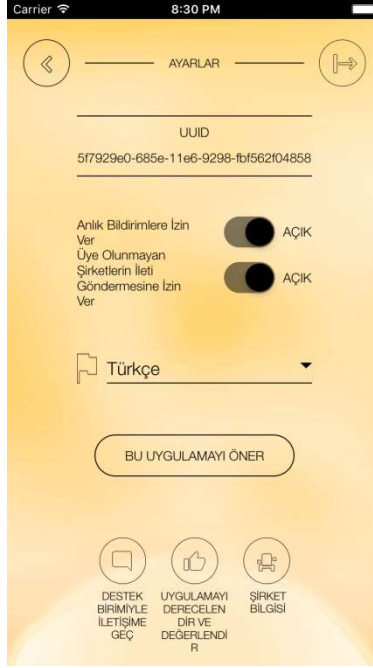 Carrier 8:30 PM
AYARLAR
UUID
5f7929e0-685e-11e6-9298-fbf562f04858
Anlık Bildirimlere İzin
Ver
AÇIK
Üye Olunmayan
Şirketlerin İleti
Göndermesine İzin
Ver
AÇIK
Türkçe
BU UYGULAMAYI ÖNER
DESTEK
BİRİMİYLE
İLETİŞİME
GEÇ
UYGULAMAYI
DERECELEN
DİR VE
DEĞERLENDİ
R
ŞİRKET
BİLGİSİ